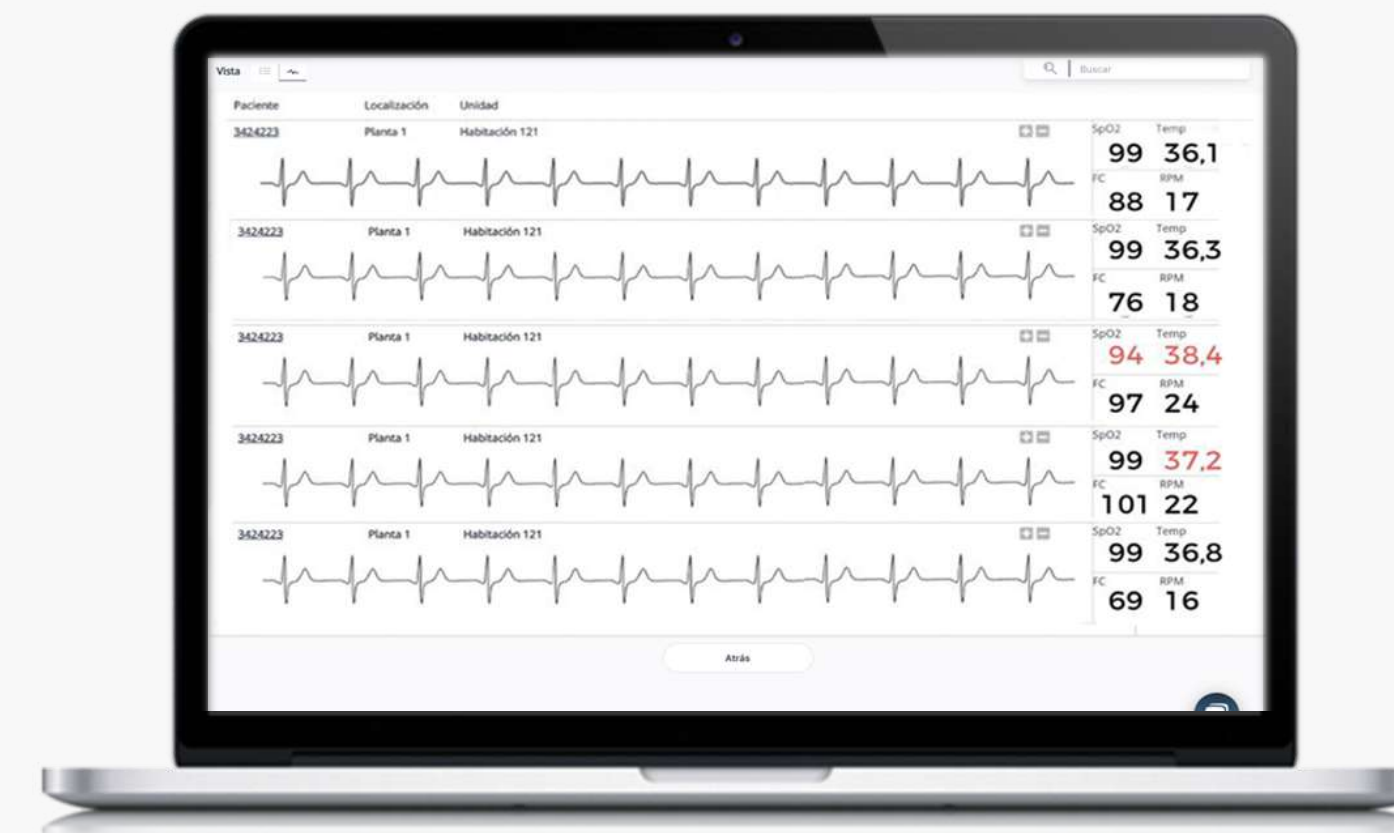 Vista
Buscar
Paciente Localización Unidad
3424223 Planta 1 Habitación 121
SpO2 Temp
99 36,1
FC RPM
88 17
3424223 Planta 1 Habitación 121
SpO2 Temp
99 36,3
FC RPM
76 18
3424223 Planta 1 Habitación 121
SpO2 Temp
94 38,4
FC RPM
97 24
3424223 Planta 1 Habitación 121
SpO2 Temp
99 37,2
FC RPM
101 22
3424223 Planta 1 Habitación 121
SpO2 Temp
99 36,8
FC RPM
69 16
Atrás